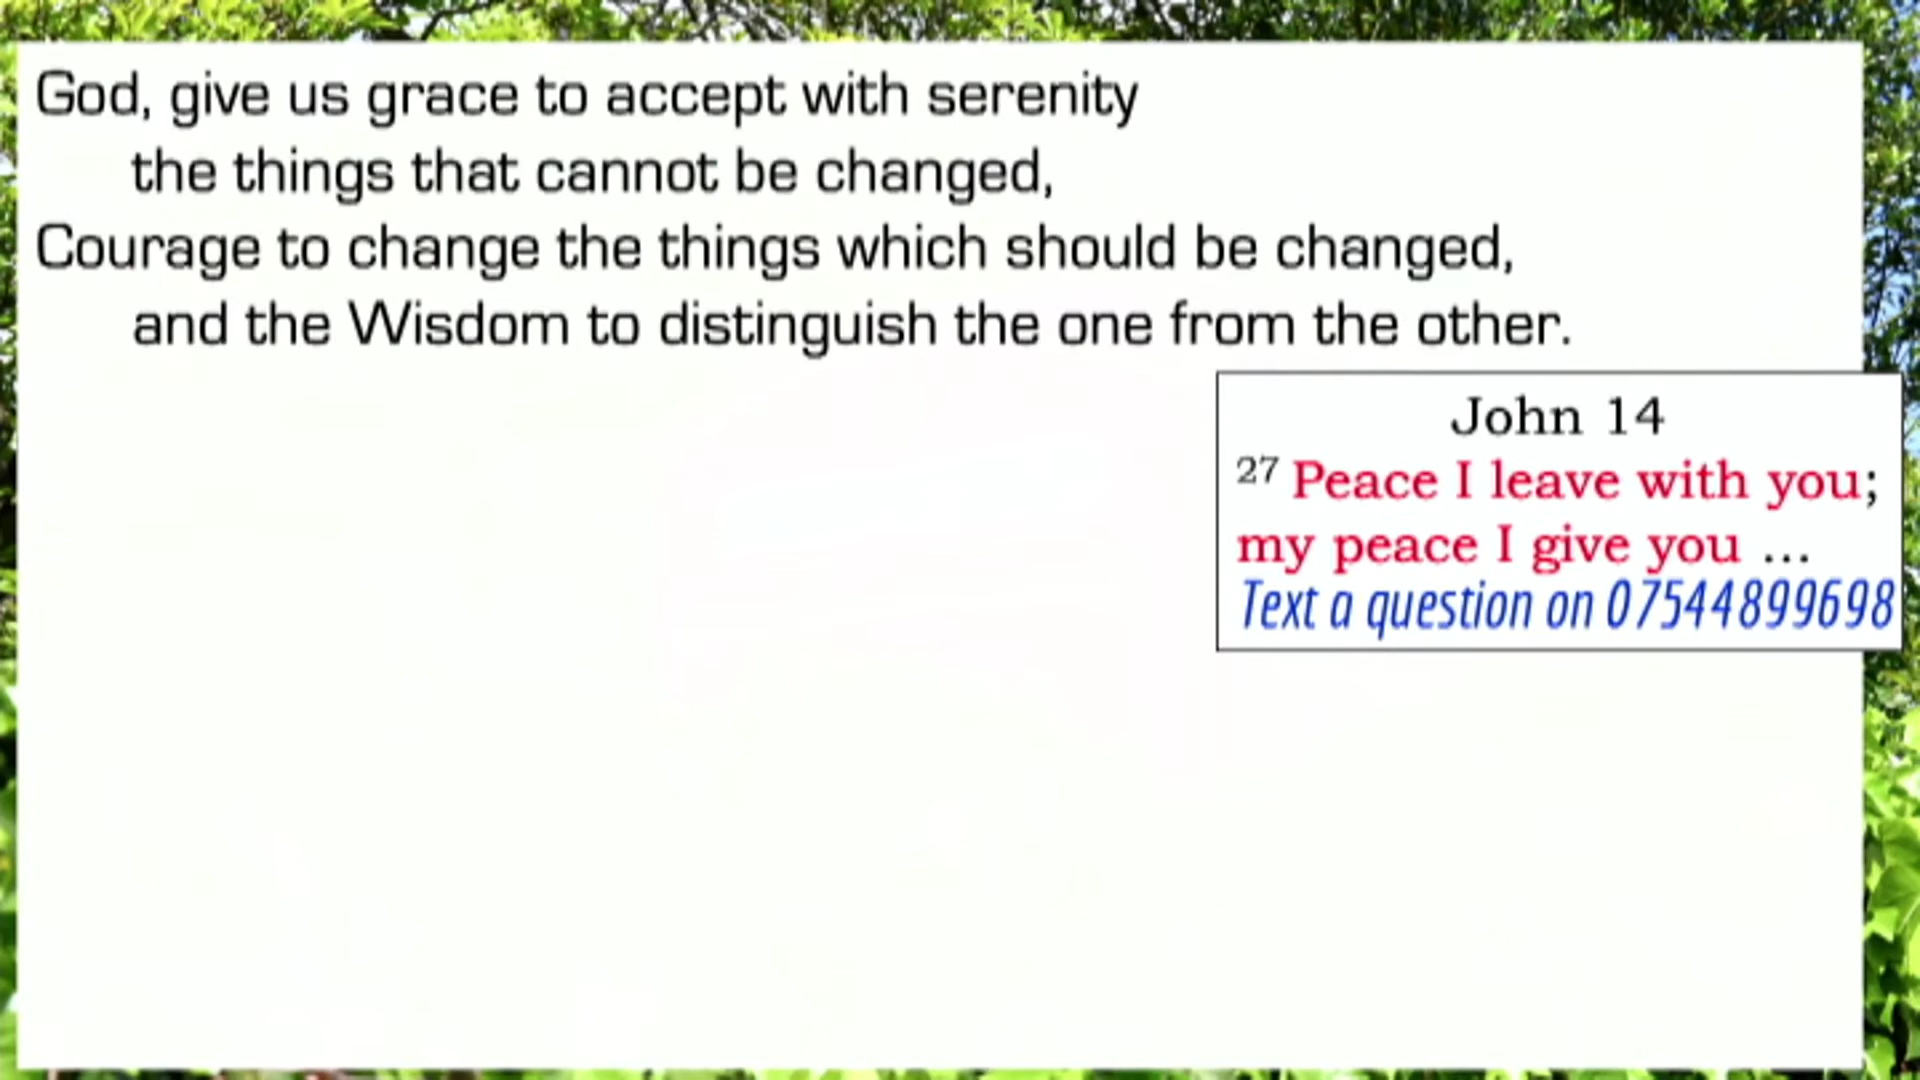 God, give us grace to accept with serenity
the things that cannot be changed,
Courage to change the things which should be changed,
and the Wisdom to distinguish the one from the other.
John 14
27 Peace I leave with you;
my peace I give you ...
Text a question on 07544899698